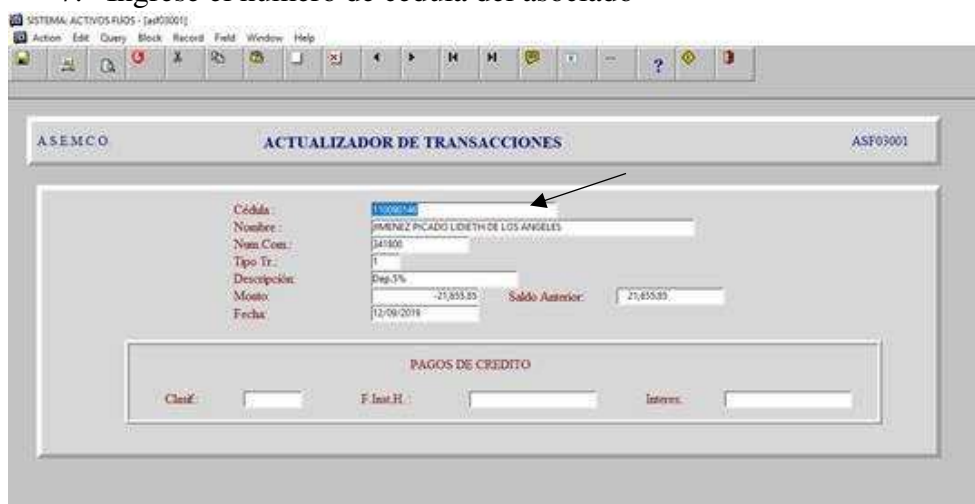 7. Ingrese el número de cédula del asociado
SISTEMA: ACTIVOS FIJOS - [asf03001]
Action Edit Query Block Record Field Window Help
ASEMCO ACTUALIZADOR DE TRANSACCIONES ASF03001
Cédula :
Nombre : JIMENEZ PICADO LIDIETH DE LOS ANGELES
Num.Com.: 341806
Tipo Tr.: 1
Descripción: Dep.5%
Monto: -21,655.85 Saldo Anterior: 21,655.85
Fecha: 12/09/2019
PAGOS DE CREDITO
Clasif.: F.Inst.H. : Interes: